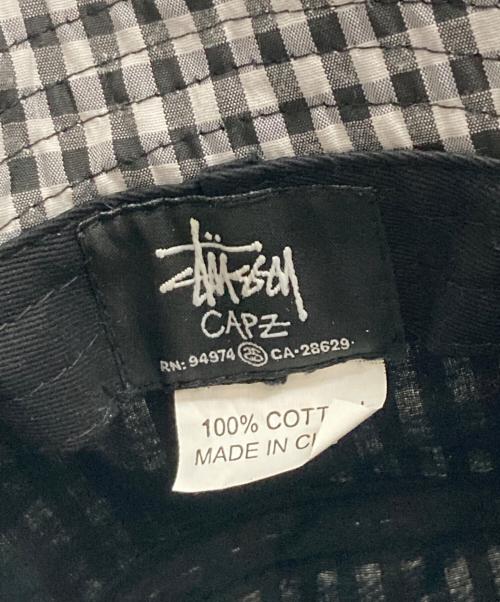 Stüssy
CAPZ
RN: 94974 CA-28629
100% COTT
MADE IN C